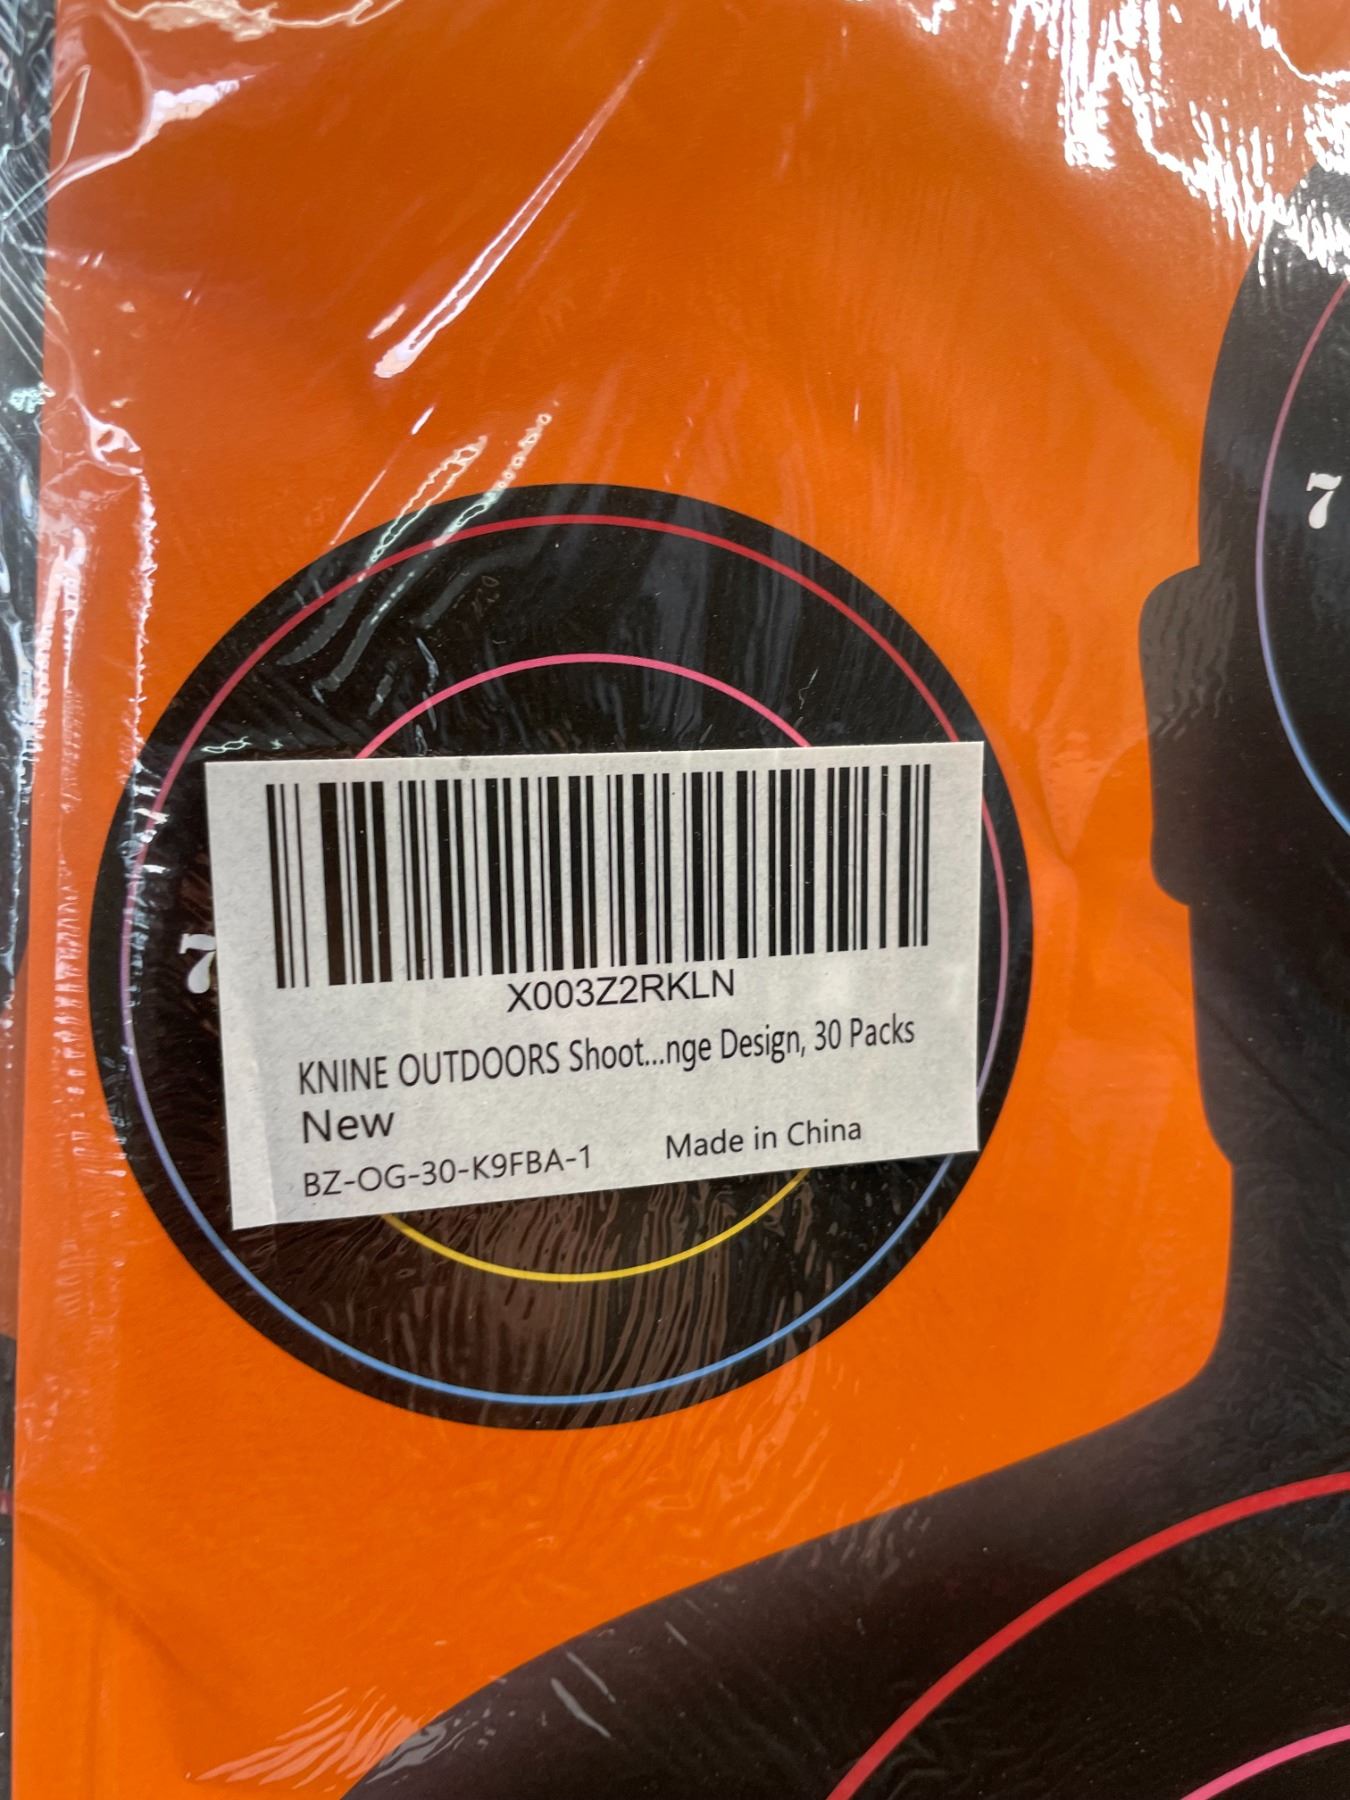 7
7
X003Z2RKLN
KNINE OUTDOORS Shoot...nge Design, 30 Packs
New
BZ-OG-30-K9FBA-1 Made in China